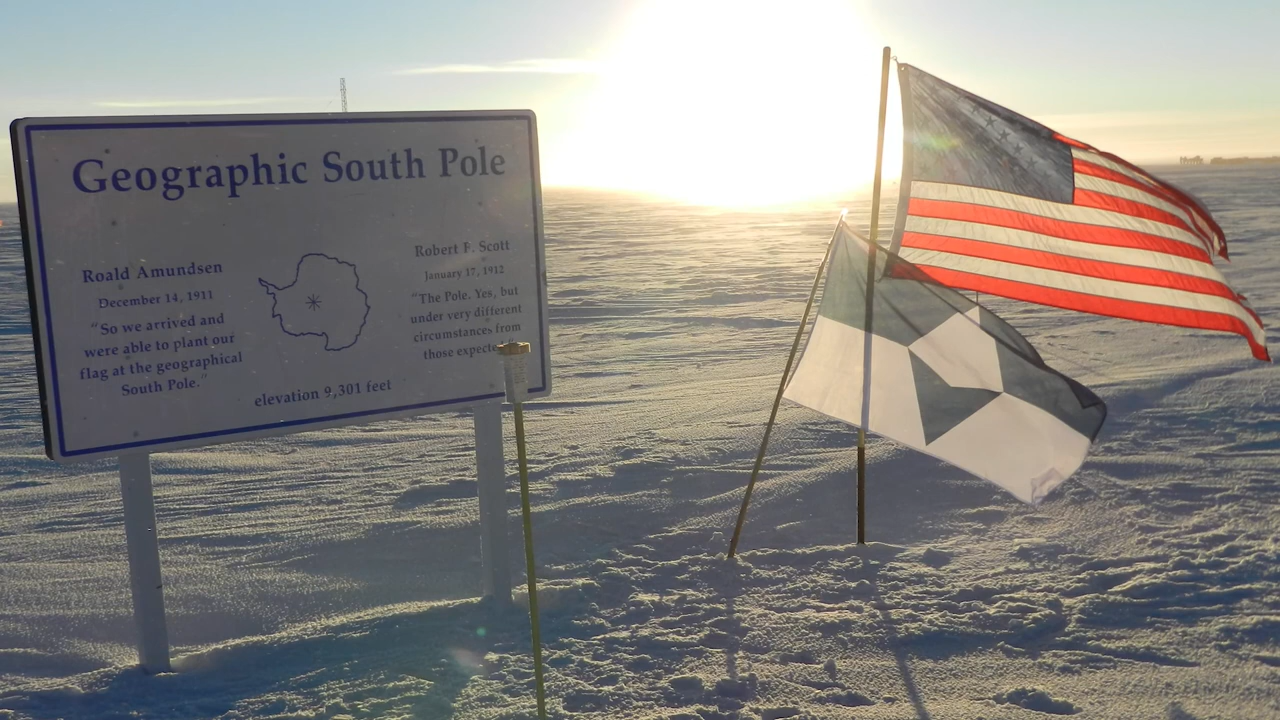 Geographic South Pole
Roald Amundsen
December 14, 1911
“So we arrived and
were able to plant our
flag at the geographical
South Pole.”
Robert F. Scott
January 17, 1912
“The Pole. Yes, but
under very different
circumstances from
those expecte
elevation 9,301 feet